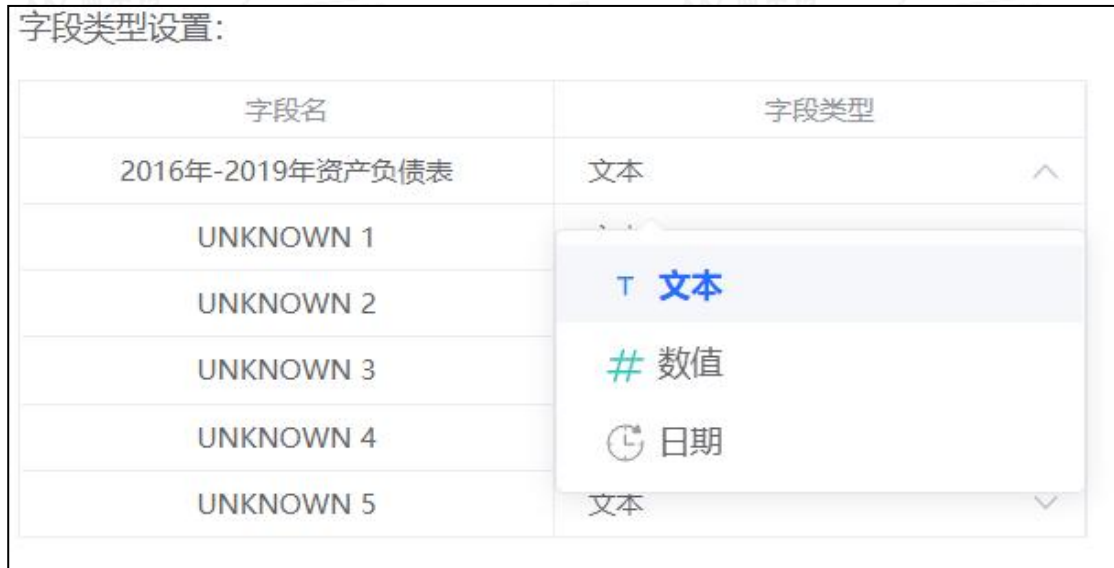 字段类型设置：
字段名 字段类型
2016年-2019年资产负债表 文本
UNKNOWN 1
UNKNOWN 2
UNKNOWN 3
UNKNOWN 4
UNKNOWN 5 文本
T 文本
# 数值
日期